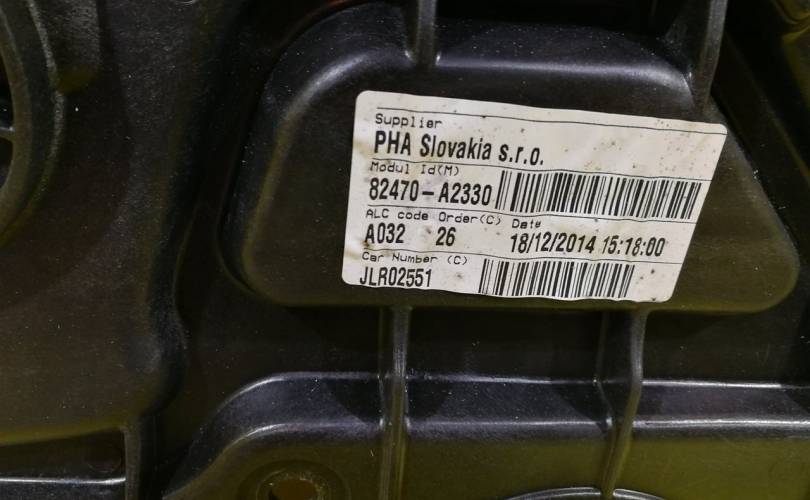 Supplier
PHA Slovakia s.r.o.
Modul Id(M)
82470-A2330
ALC code Order(C) Date
A032 26 18/12/2014 15:18:00
Car Number (C)
JLR02551